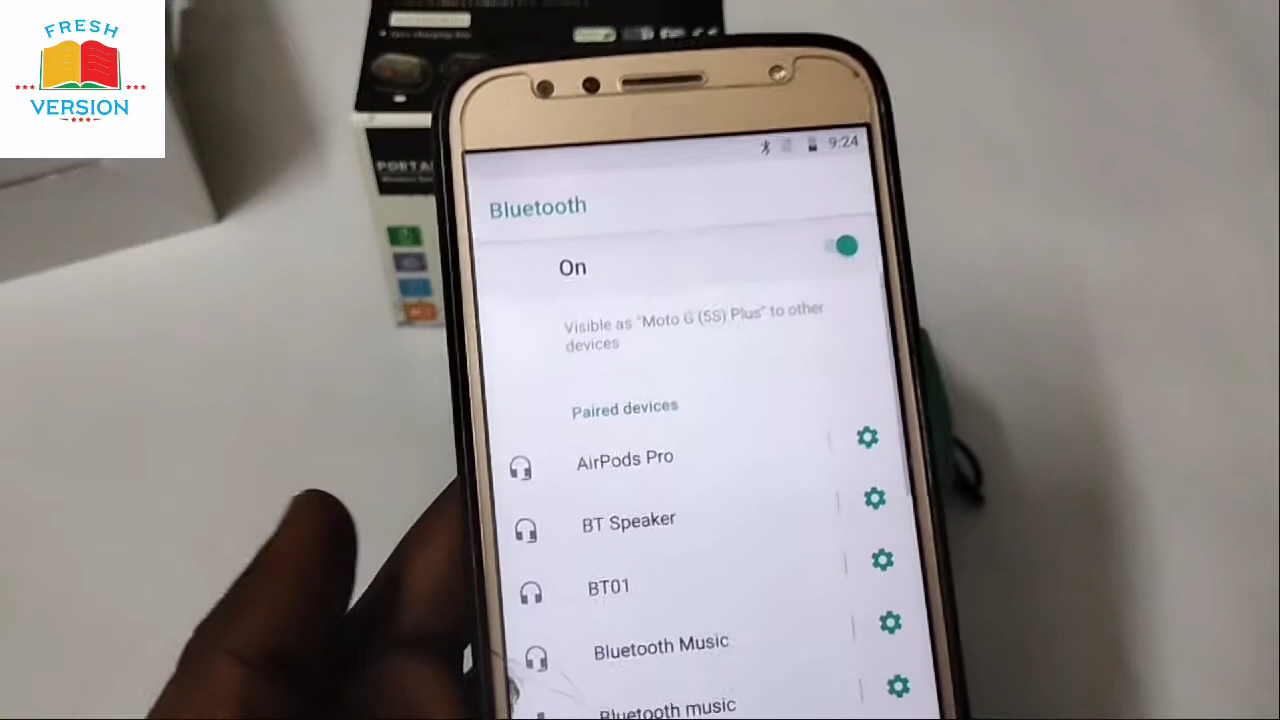 FRESH
VERSION
PORTA
9:24
Bluetooth
On
Visible as "Moto G (5S) Plus" to other
devices
Paired devices
AirPods Pro
BT Speaker
BT01
Bluetooth Music
Bluetooth music